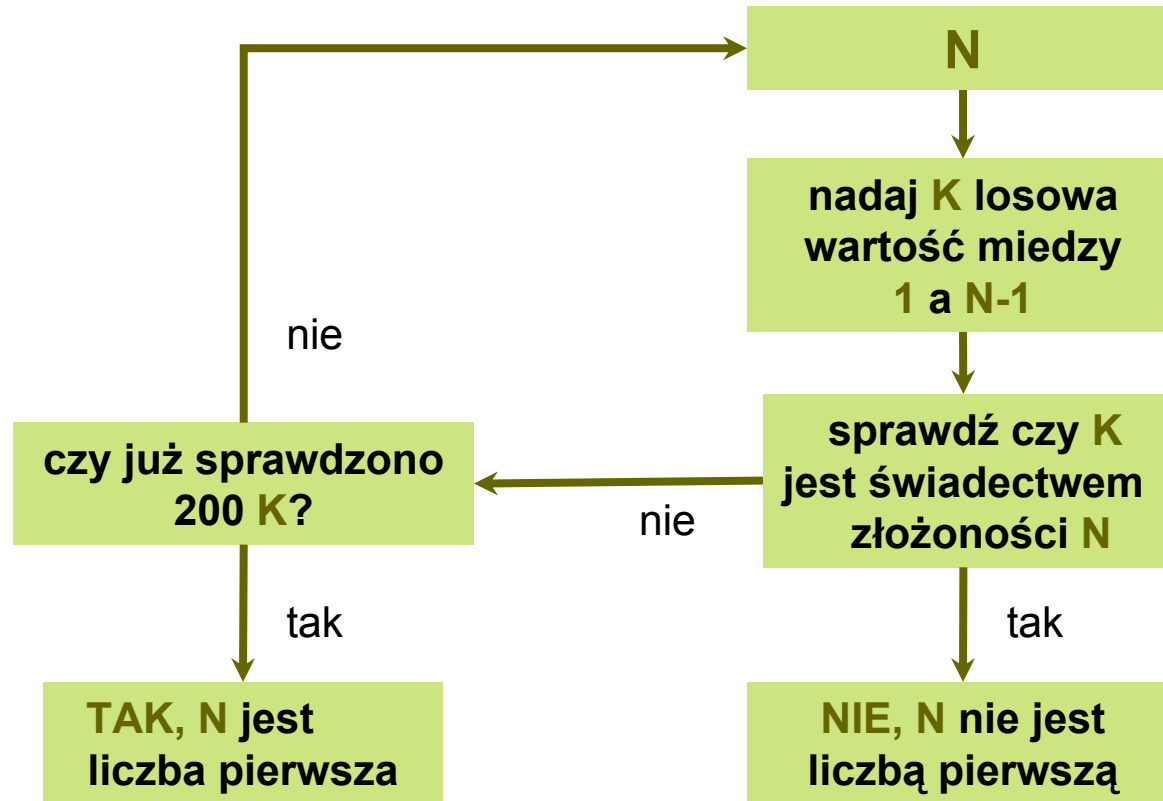 N
nadaj K losowa
wartość miedzy
1 a N-1
nie
sprawdź czy K
jest świadectwem
złożoności N
czy już sprawdzono
200 K?
nie
tak
tak
TAK, N jest
liczba pierwsza
NIE, N nie jest
liczbą pierwszą